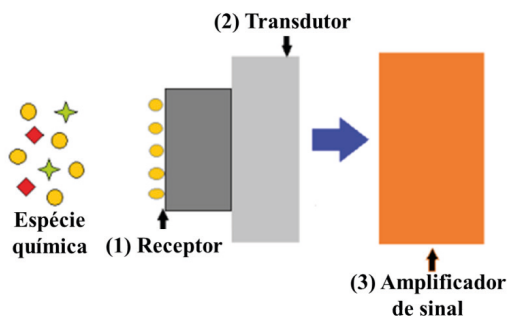 (2) Transdutor
Espécie
química
(1) Receptor
(3) Amplificador
de sinal